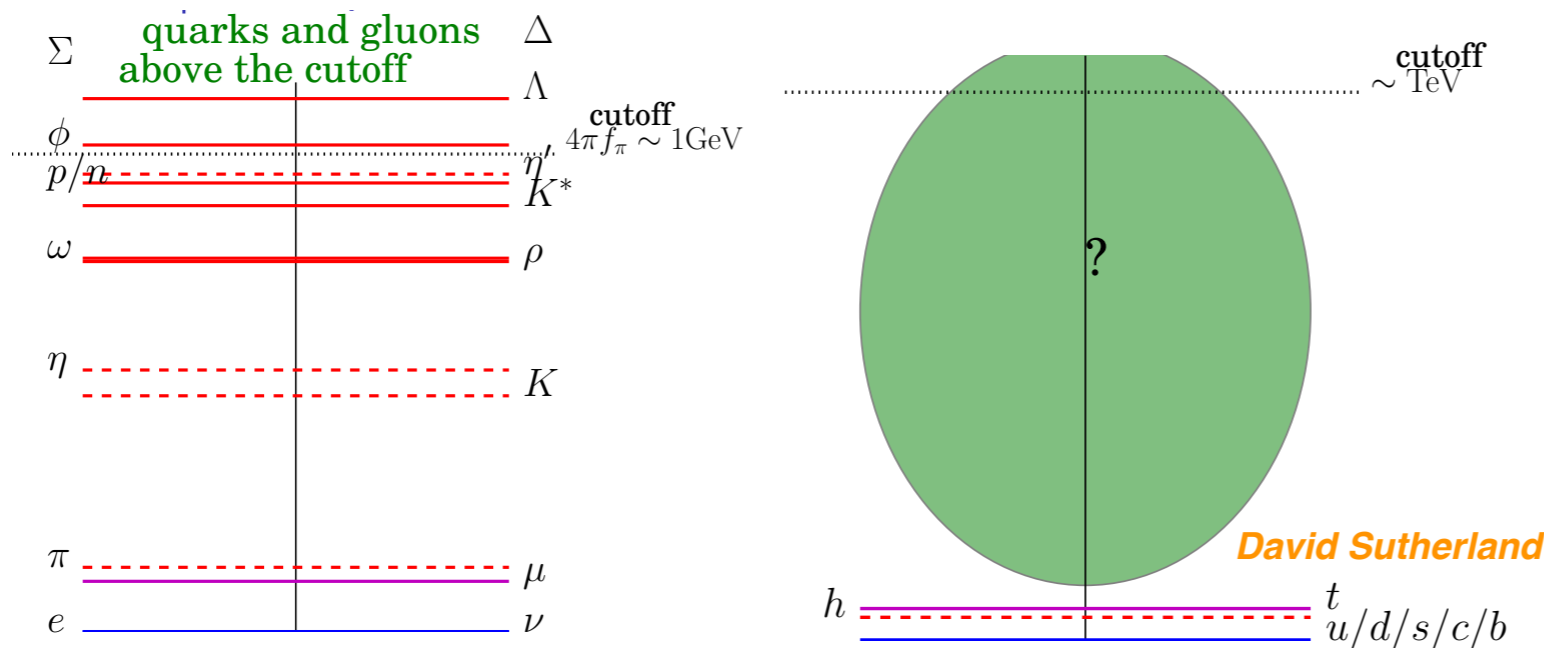 quarks and gluons
above the cutoff
Σ
Δ
Λ
ϕ
cutoff
4πf_π ∼ 1GeV
p/n
η′
K*
ω
ρ
η
K
π
μ
e
ν
cutoff
∼ TeV
?
David Sutherland
h
t
u/d/s/c/b